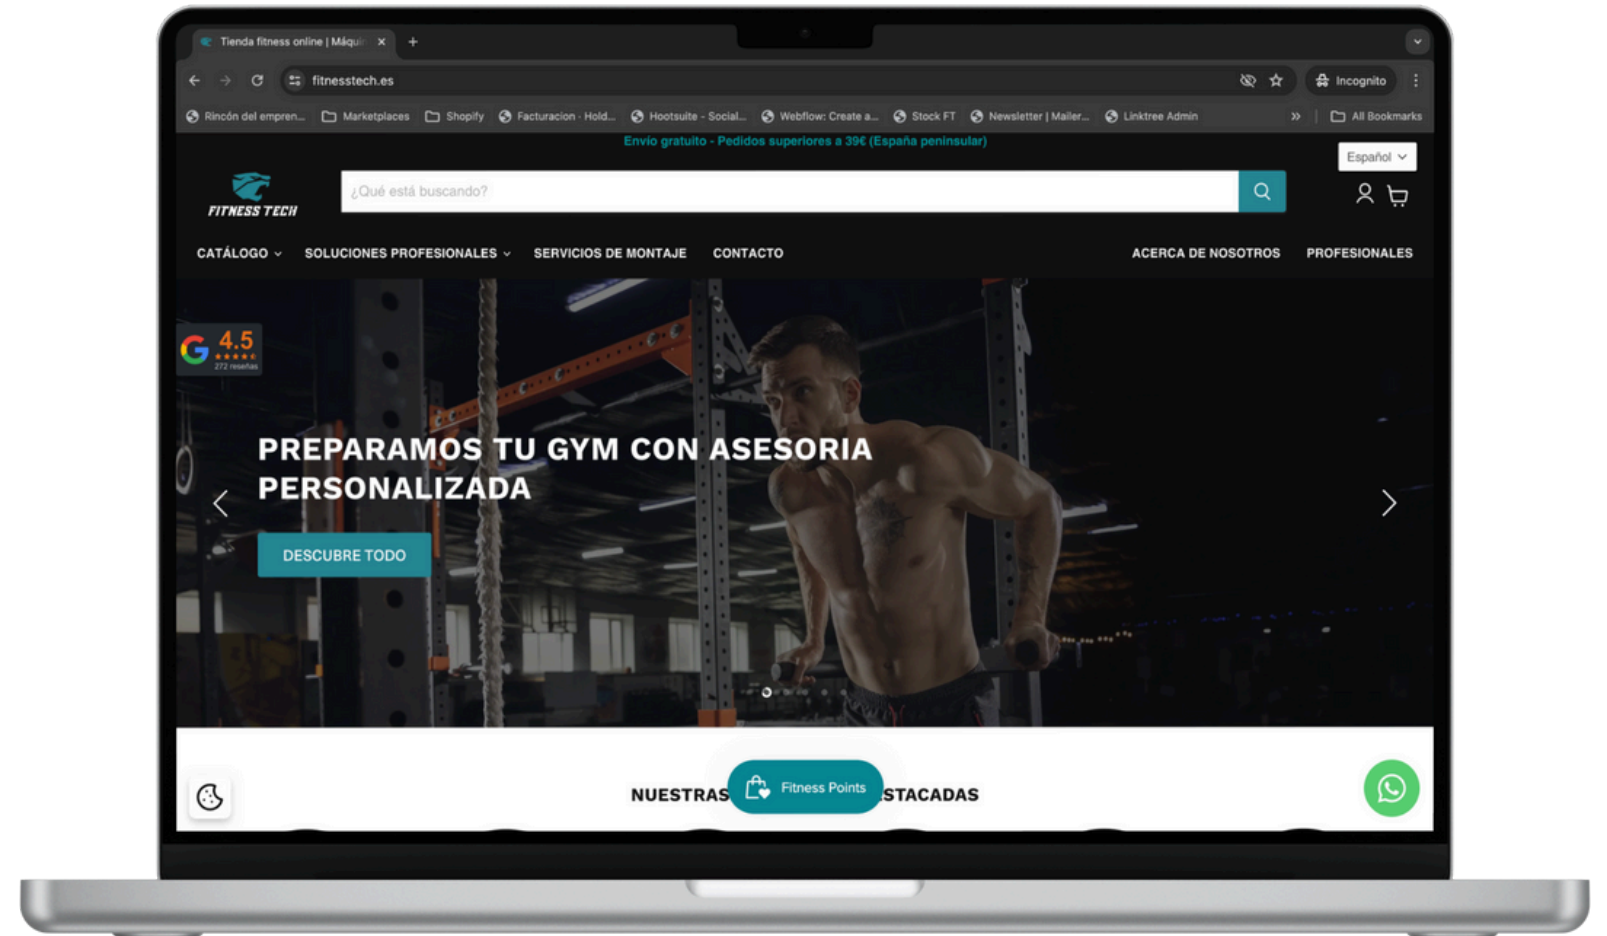 Tienda fitness online | Máqui
fitnesstech.es
Incognito
Rincón del empren...
Marketplaces
Shopify
Facturacion - Hold...
Hootsuite - Social...
Webflow: Create a...
Stock FT
Newsletter | Mailer...
Linktree Admin
»
All Bookmarks
Envío gratuito - Pedidos superiores a 39€ (España peninsular)
Español
FITNESS TECH
¿Qué está buscando?
CATÁLOGO
SOLUCIONES PROFESIONALES
SERVICIOS DE MONTAJE
CONTACTO
ACERCA DE NOSOTROS
PROFESIONALES
G 4.5
272 reseñas
PREPARAMOS TU GYM CON ASESORIA
PERSONALIZADA
DESCUBRE TODO
NUESTRAS
STACADAS
Fitness Points